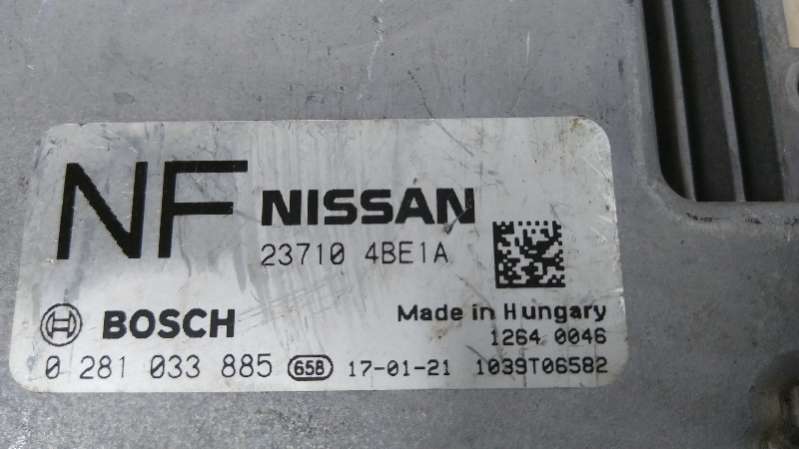 NF NISSAN
23710 4BE1A
BOSCH Made in Hungary
1264 0046
0 281 033 885 658 17-01-21 1039T06582